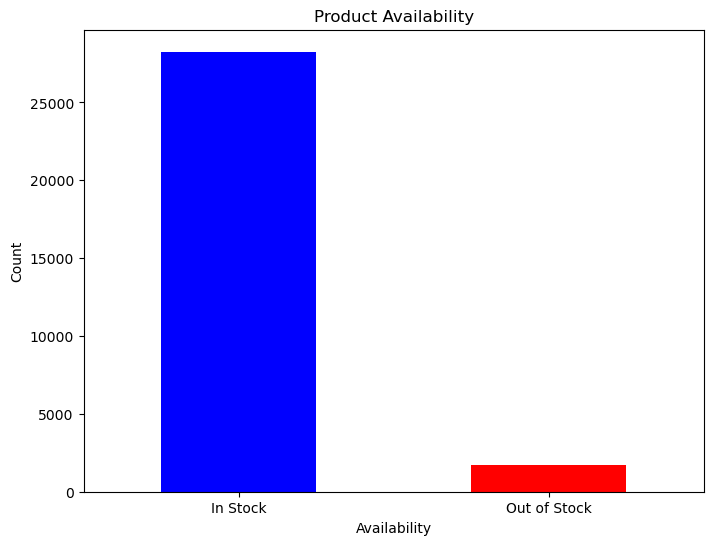 Product Availability
25000
20000
15000
10000
5000
0
Count
In Stock
Out of Stock
Availability